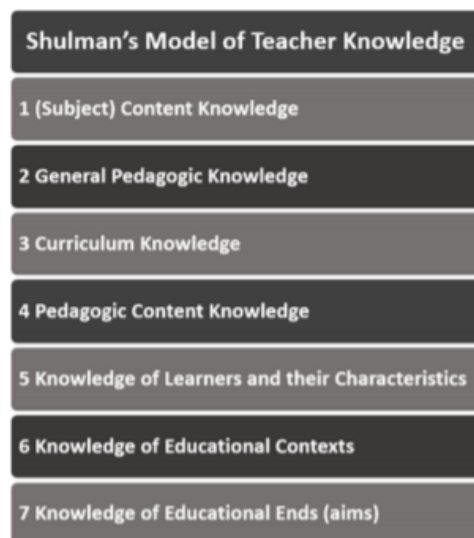 Shulman's Model of Teacher Knowledge
1 (Subject) Content Knowledge
2 General Pedagogic Knowledge
3 Curriculum Knowledge
4 Pedagogic Content Knowledge
5 Knowledge of Learners and their Characteristics
6 Knowledge of Educational Contexts
7 Knowledge of Educational Ends (aims)